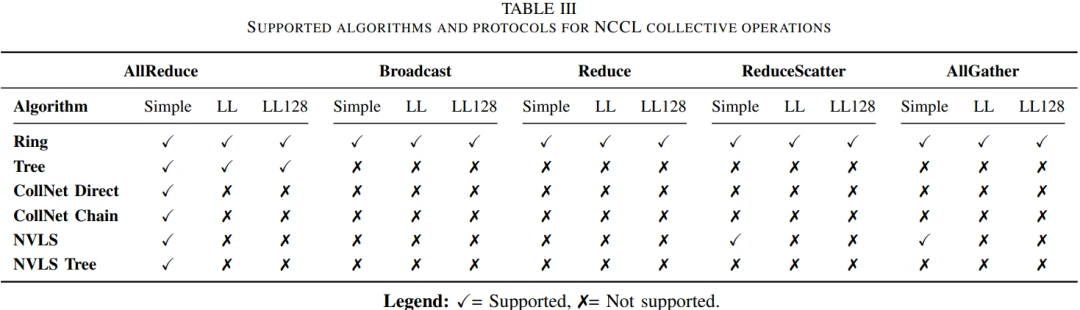 TABLE III
SUPPORTED ALGORITHMS AND PROTOCOLS FOR NCCL COLLECTIVE OPERATIONS
AllReduce Broadcast Reduce ReduceScatter AllGather
Algorithm Simple LL LL128 Simple LL LL128 Simple LL LL128 Simple LL LL128 Simple LL LL128
Ring ✓ ✓ ✓ ✓ ✓ ✓ ✓ ✓ ✓ ✓ ✓ ✓ ✓ ✓ ✓
Tree ✓ ✓ ✓ ✗ ✗ ✗ ✗ ✗ ✗ ✗ ✗ ✗ ✗ ✗ ✗
CollNet Direct ✓ ✗ ✗ ✗ ✗ ✗ ✗ ✗ ✗ ✗ ✗ ✗ ✗ ✗ ✗
CollNet Chain ✓ ✗ ✗ ✗ ✗ ✗ ✗ ✗ ✗ ✗ ✗ ✗ ✗ ✗ ✗
NVLS ✓ ✗ ✗ ✗ ✗ ✗ ✗ ✗ ✗ ✓ ✗ ✗ ✓ ✗ ✗
NVLS Tree ✓ ✗ ✗ ✗ ✗ ✗ ✗ ✗ ✗ ✗ ✗ ✗ ✗ ✗ ✗
Legend: ✓= Supported, ✗= Not supported.